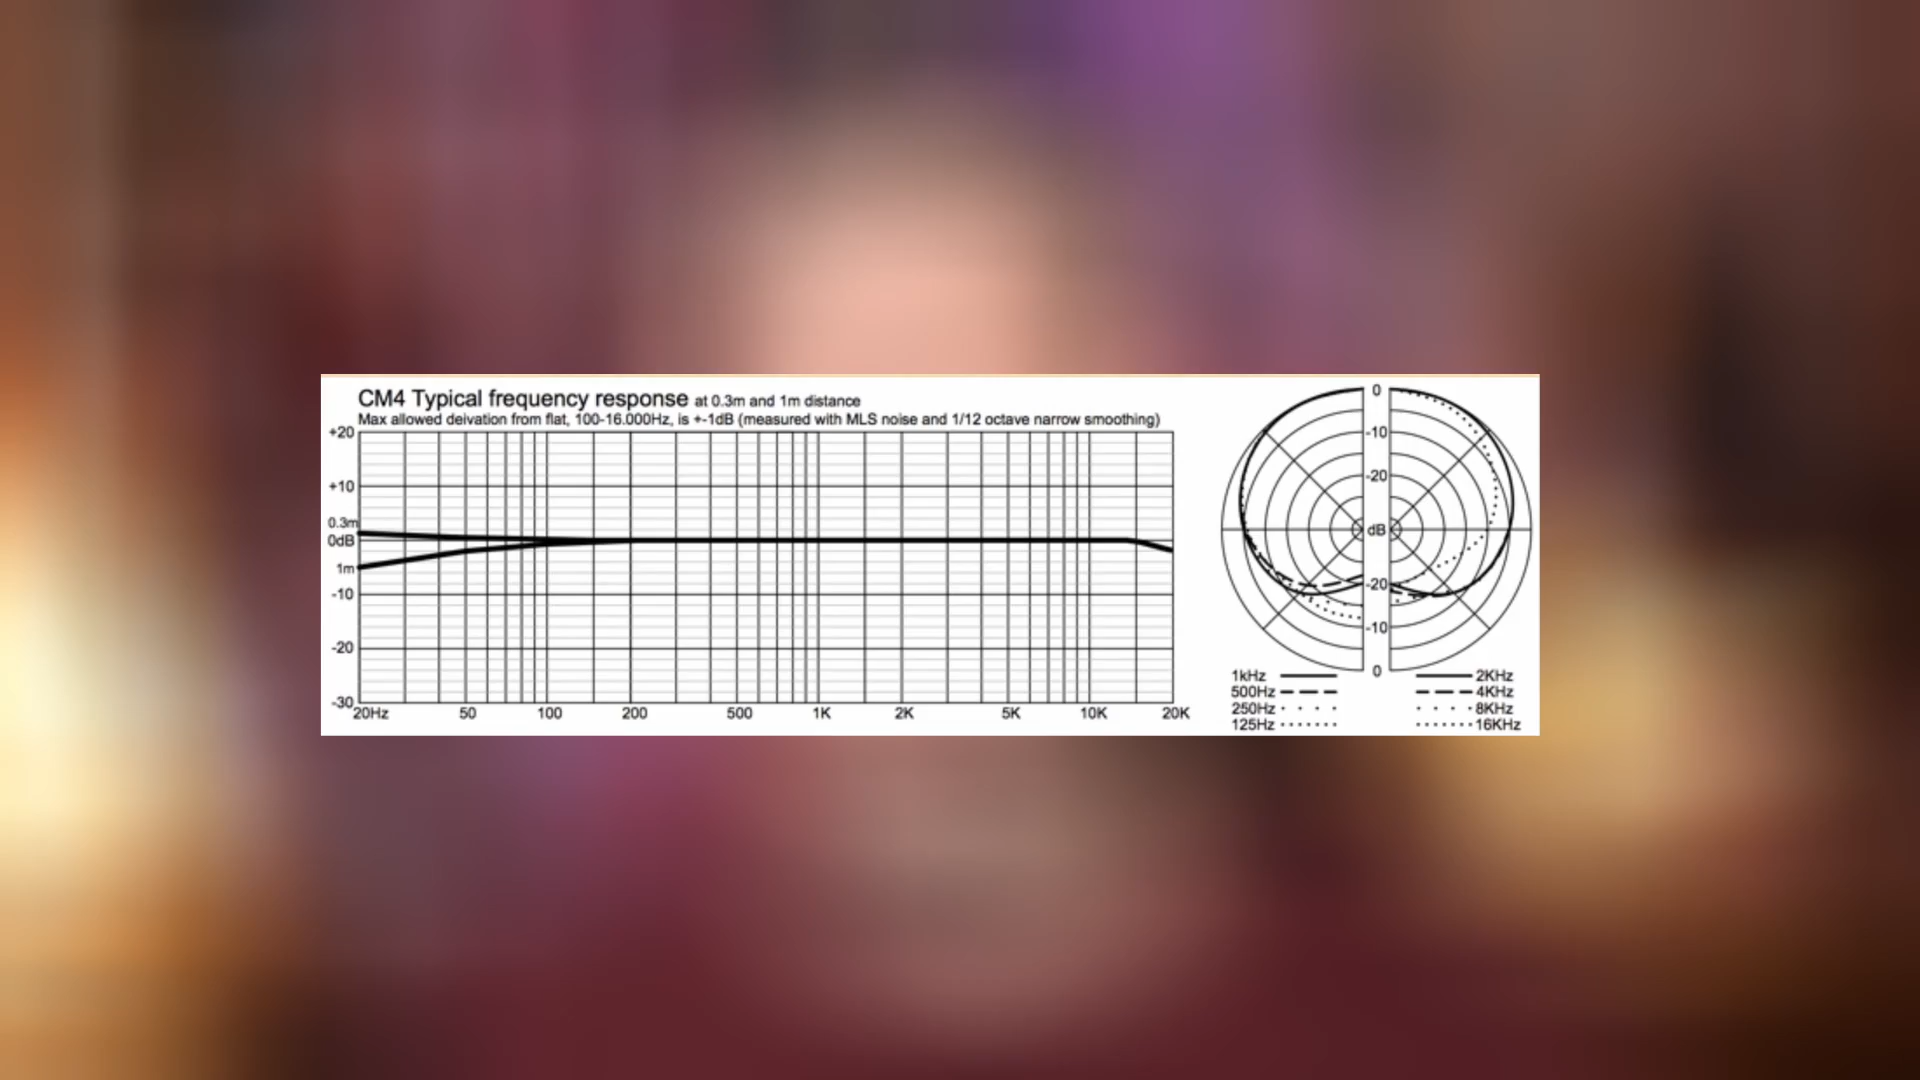 CM4 Typical frequency response at 0.3m and 1m distance
Max allowed deivation from flat, 100-16.000Hz, is +-1dB (measured with MLS noise and 1/12 octave narrow smoothing)
+20
+10
0.3m
0dB
1m
-10
-20
-30
20Hz 50 100 200 500 1K 2K 5K 10K 20K
0
-10
-20
dB
-20
-10
0
1kHz 2KHz
500Hz 4KHz
250Hz 8KHz
125Hz 16KHz